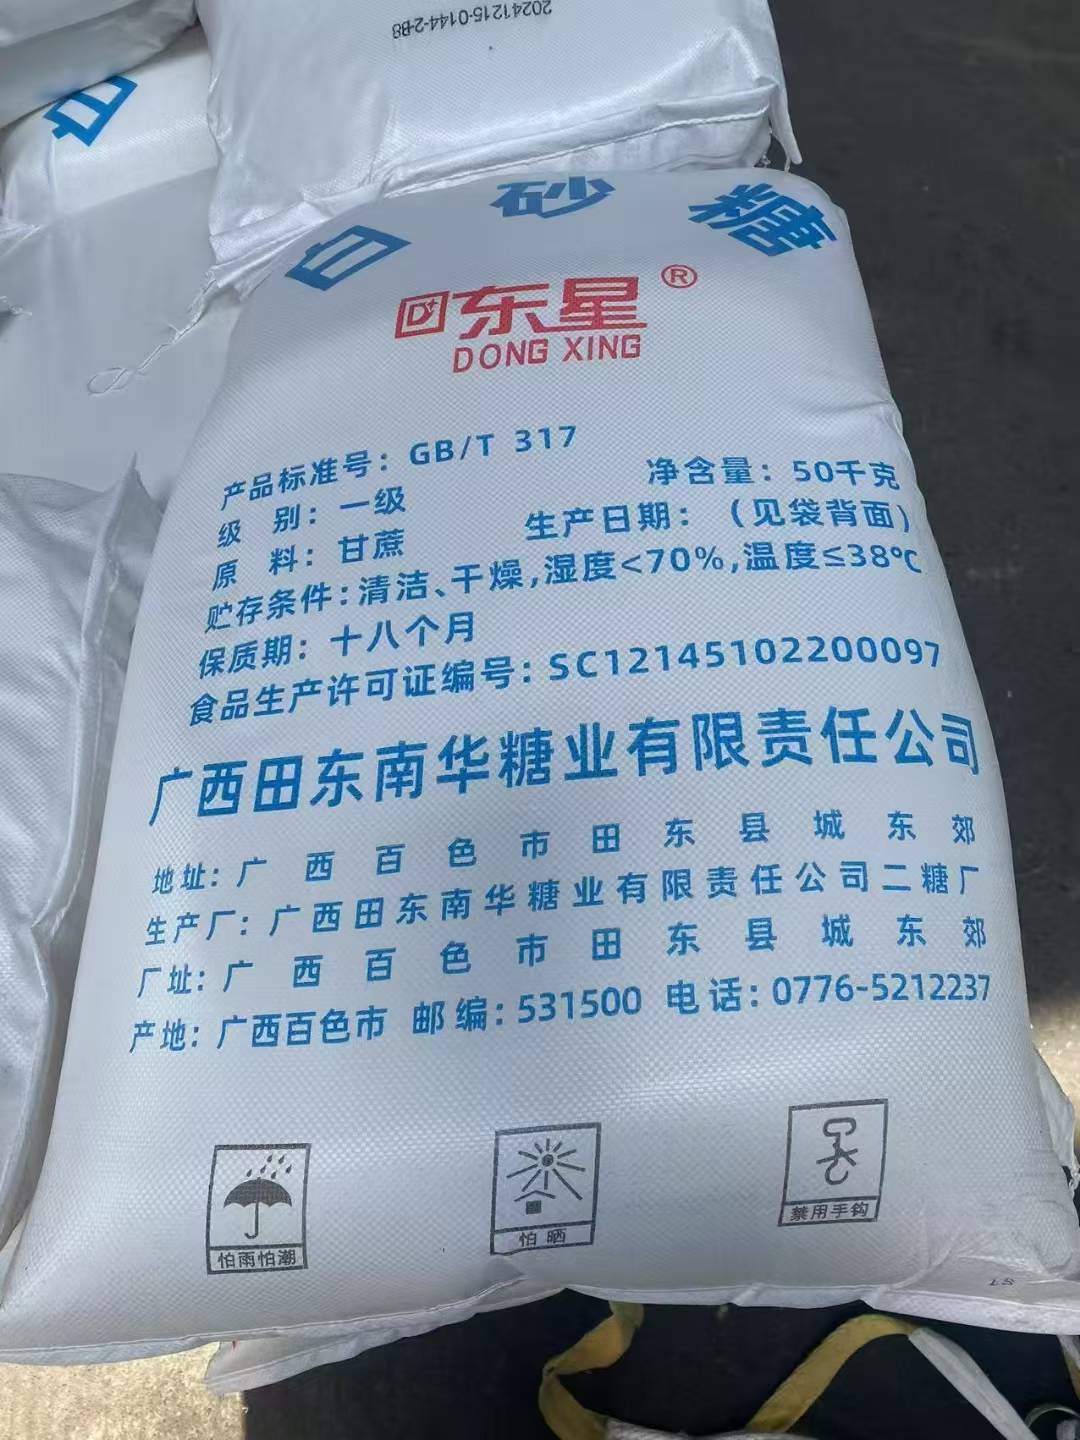 20241215-0144-2-B8
白
白砂糖
D+东星®
DONG XING
产品标准号：GB/T 317
级 别：一级 净含量：50千克
原 料：甘蔗 生产日期：（见袋背面）
贮存条件：清洁、干燥,湿度<70%,温度≤38℃
保质期：十八个月
食品生产许可证编号：SC12145102200097
广西田东南华糖业有限责任公司
地址：广西百色市田东县城东郊
生产厂：广西田东南华糖业有限责任公司二糖厂
厂址：广西百色市田东县城东郊
产地：广西百色市 邮编：531500 电话：0776-5212237
怕雨怕潮 怕晒 禁用手钩